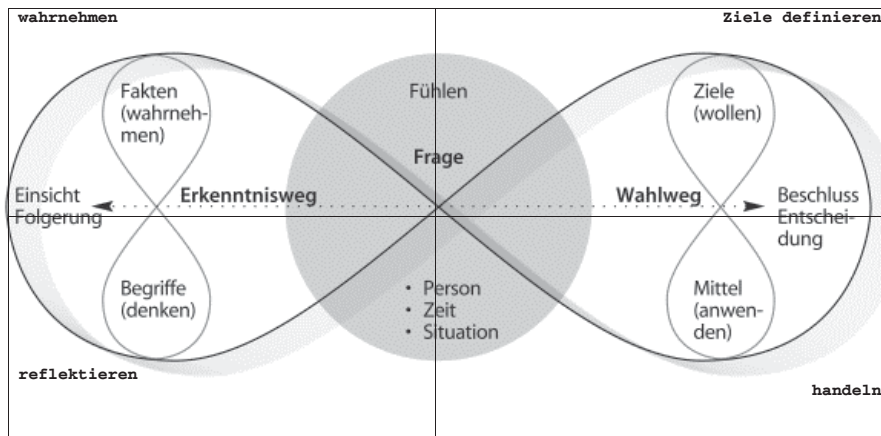 wahrnehmen
Ziele definieren
Fakten
(wahrneh-
men)
Fühlen
Ziele
(wollen)
Frage
Einsicht
Folgerung
Erkenntnisweg
Wahlweg
Beschluss
Entschei-
dung
Begriffe
(denken)
• Person
• Zeit
• Situation
Mittel
(anwen-
den)
reflektieren
handeln